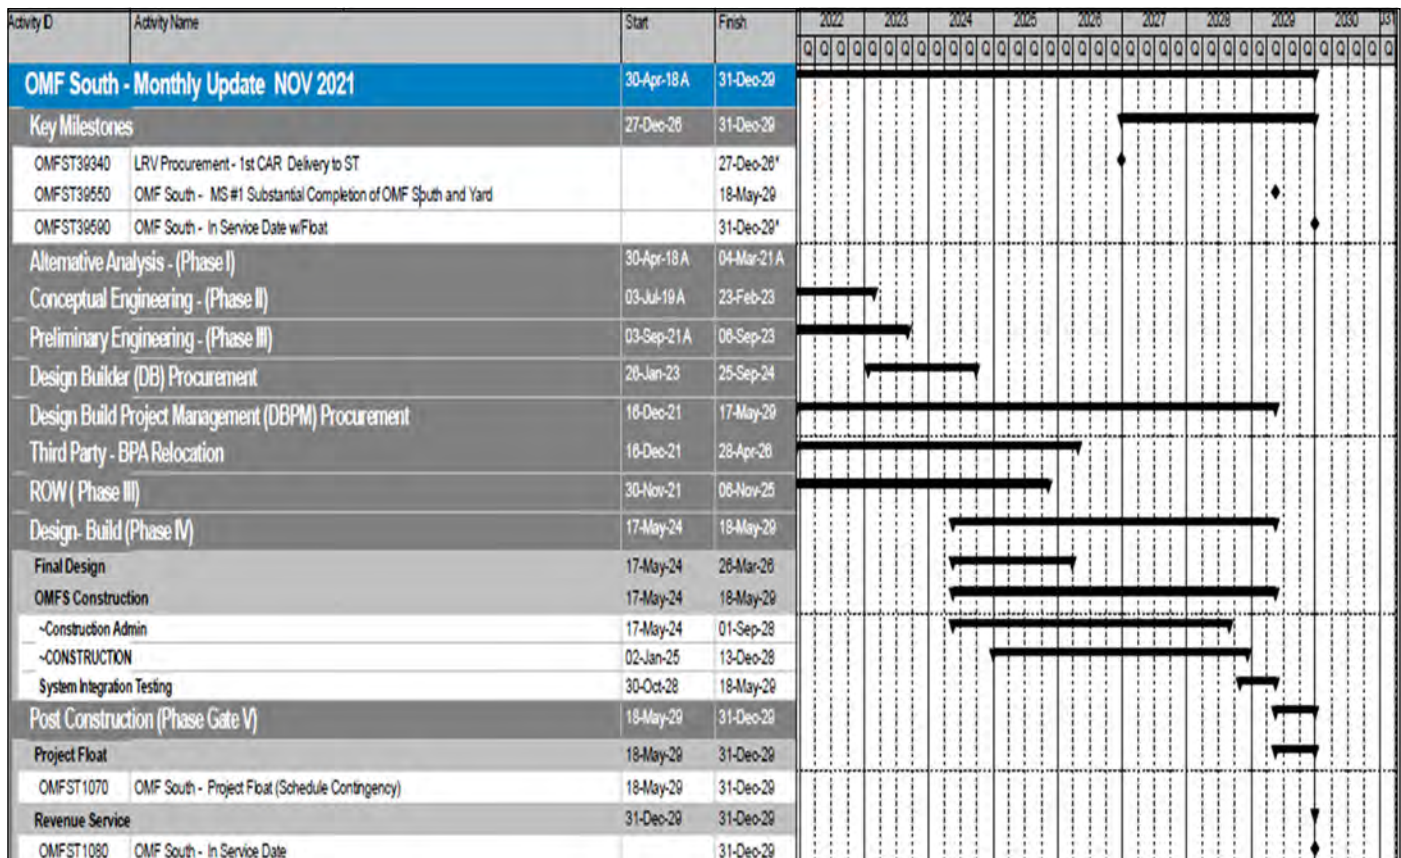 Activity ID Activity Name Start Finish 2022 2023 2024 2025 2026 2027 2028 2029 2030 031
Q Q Q Q Q Q Q Q Q Q Q Q Q Q Q Q Q Q Q Q Q Q Q Q Q Q Q Q Q Q Q Q Q Q Q Q Q
OMF South - Monthly Update NOV 2021 30-Apr-18 A 31-Dec-29
Key Milestones 27-Dec-26 31-Dec-29
OMFST39340 LRV Procurement - 1st CAR Delivery to ST 27-Dec-26*
OMFST39550 OMF South - MS #1 Substantial Completion of OMF South and Yard 18-May-29
OMFST39590 OMF South - In Service Date w/Float 31-Dec-29*
Alternative Analysis - (Phase I) 30-Apr-18 A 04-Mar-21 A
Conceptual Engineering - (Phase II) 03-Jul-19 A 23-Feb-23
Preliminary Engineering - (Phase III) 03-Sep-21 A 06-Sep-23
Design Builder (DB) Procurement 26-Jan-23 25-Sep-24
Design Build Project Management (DBPM) Procurement 16-Dec-21 17-May-29
Third Party - BPA Relocation 16-Dec-21 28-Apr-26
ROW ( Phase III) 30-Nov-21 06-Nov-25
Design- Build (Phase IV) 17-May-24 18-May-29
Final Design 17-May-24 26-Mar-26
OMFS Construction 17-May-24 18-May-29
~Construction Admin 17-May-24 01-Sep-28
~CONSTRUCTION 02-Jan-25 13-Dec-28
System Integration Testing 30-Oct-28 18-May-29
Post Construction (Phase Gate V) 18-May-29 31-Dec-29
Project Float 18-May-29 31-Dec-29
OMFST1070 OMF South - Project Float (Schedule Contingency) 18-May-29 31-Dec-29
Revenue Service 31-Dec-29 31-Dec-29
OMFST1080 OMF South - In Service Date 31-Dec-29